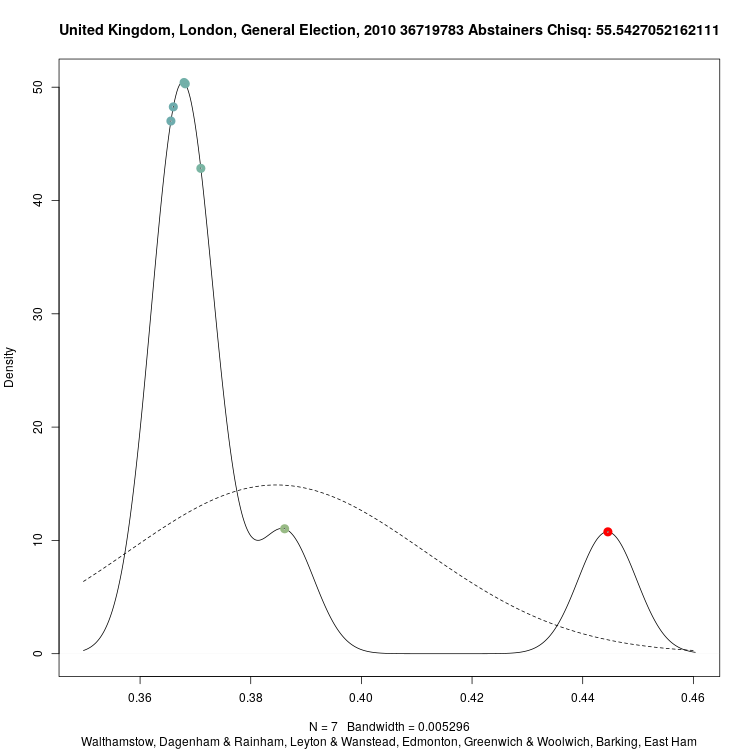 United Kingdom, London, General Election, 2010 36719783 Abstainers Chisq: 55.5427052162111
50
40
30
20
10
0
Density
0.36 0.38 0.40 0.42 0.44 0.46
N = 7 Bandwidth = 0.005296
Walthamstow, Dagenham & Rainham, Leyton & Wanstead, Edmonton, Greenwich & Woolwich, Barking, East Ham